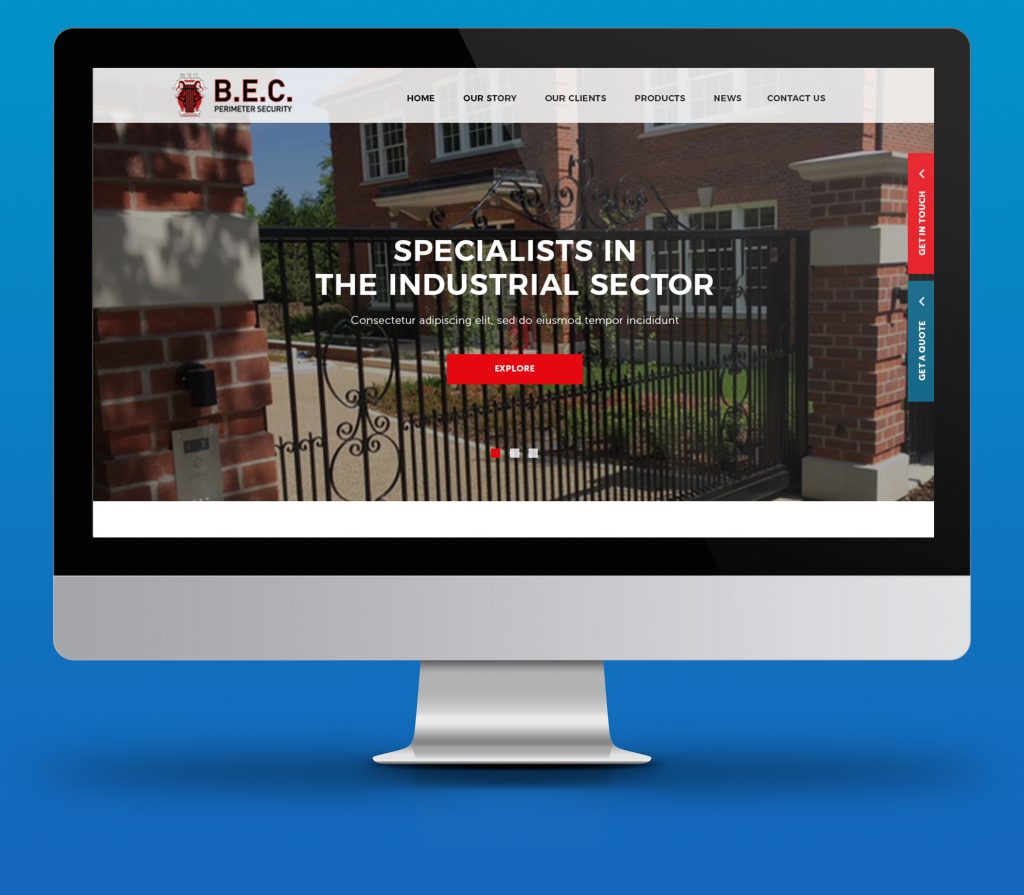 B.E.C.
PERIMETER SECURITY
HOME OUR STORY OUR CLIENTS PRODUCTS NEWS CONTACT US
SPECIALISTS IN
THE INDUSTRIAL SECTOR
Consectetur adipiscing elit, sed do eiusmod tempor incididunt
EXPLORE
GET IN TOUCH
GET A QUOTE